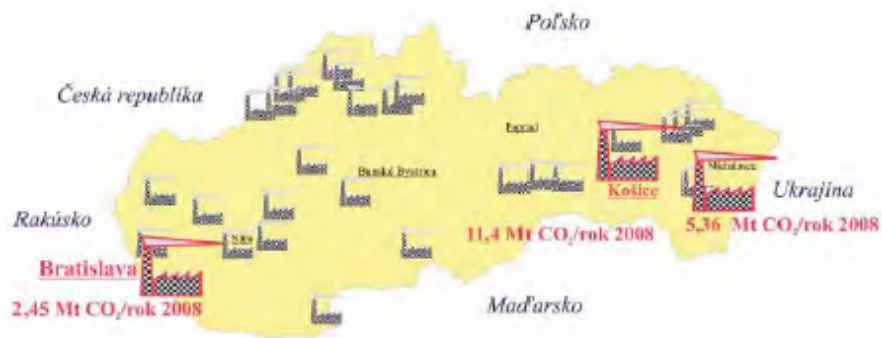 Poľsko
Česká republika
Poprad
Banská Bystrica
Michalovce
Košice
Ukrajina
Rakúsko
Nitra
11,4 Mt CO₂/rok 2008
5,36 Mt CO₂/rok 2008
Bratislava
2,45 Mt CO₂/rok 2008
Maďarsko